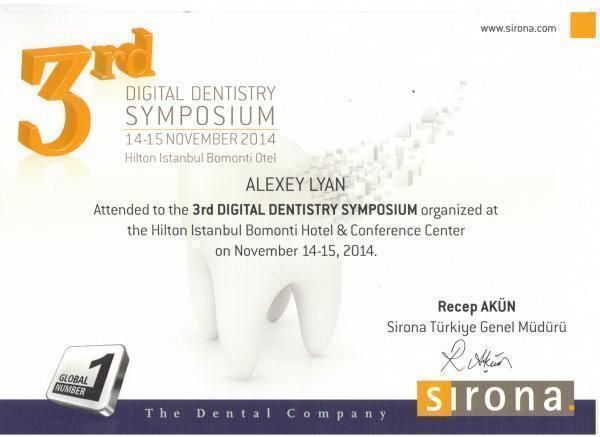 www.sirona.com
3rd
DIGITAL DENTISTRY
SYMPOSIUM
14-15 NOVEMBER 2014
Hilton Istanbul Bomonti Otel
ALEXEY LYAN
Attended to the 3rd DIGITAL DENTISTRY SYMPOSIUM organized at
the Hilton Istanbul Bomonti Hotel & Conference Center
on November 14-15, 2014.
Recep AKÜN
Sirona Türkiye Genel Müdürü
R. Akün
GLOBAL
NUMBER 1
The Dental Company
sirona.